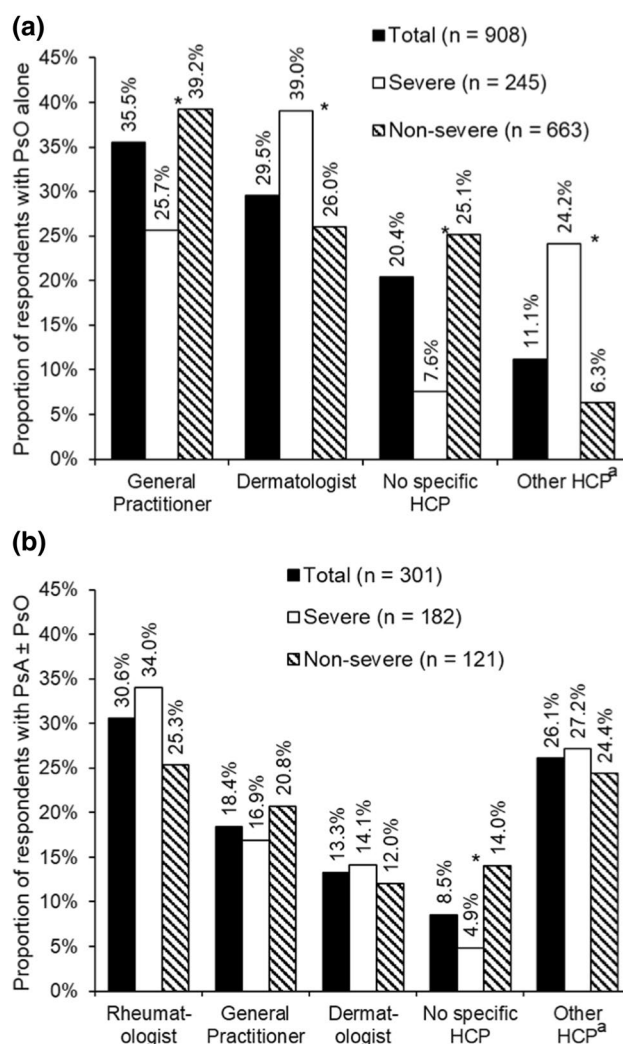 (a)
Proportion of respondents with PsO alone
45%
40%
35%
30%
25%
20%
15%
10%
5%
0%
Total (n = 908)
Severe (n = 245)
Non-severe (n = 663)
35.5%
25.7%
*
39.2%
29.5%
39.0%
*
26.0%
20.4%
7.6%
*
25.1%
11.1%
24.2%
*
6.3%
General
Practitioner
Dermatologist
No specific
HCP
Other HCPa
(b)
Proportion of respondents with PsA ± PsO
45%
40%
35%
30%
25%
20%
15%
10%
5%
0%
Total (n = 301)
Severe (n = 182)
Non-severe (n = 121)
30.6%
34.0%
25.3%
18.4%
16.9%
20.8%
13.3%
14.1%
12.0%
8.5%
4.9%
*
14.0%
26.1%
27.2%
24.4%
Rheumat-
ologist
General
Practitioner
Dermat-
ologist
No specific
HCP
Other
HCPa